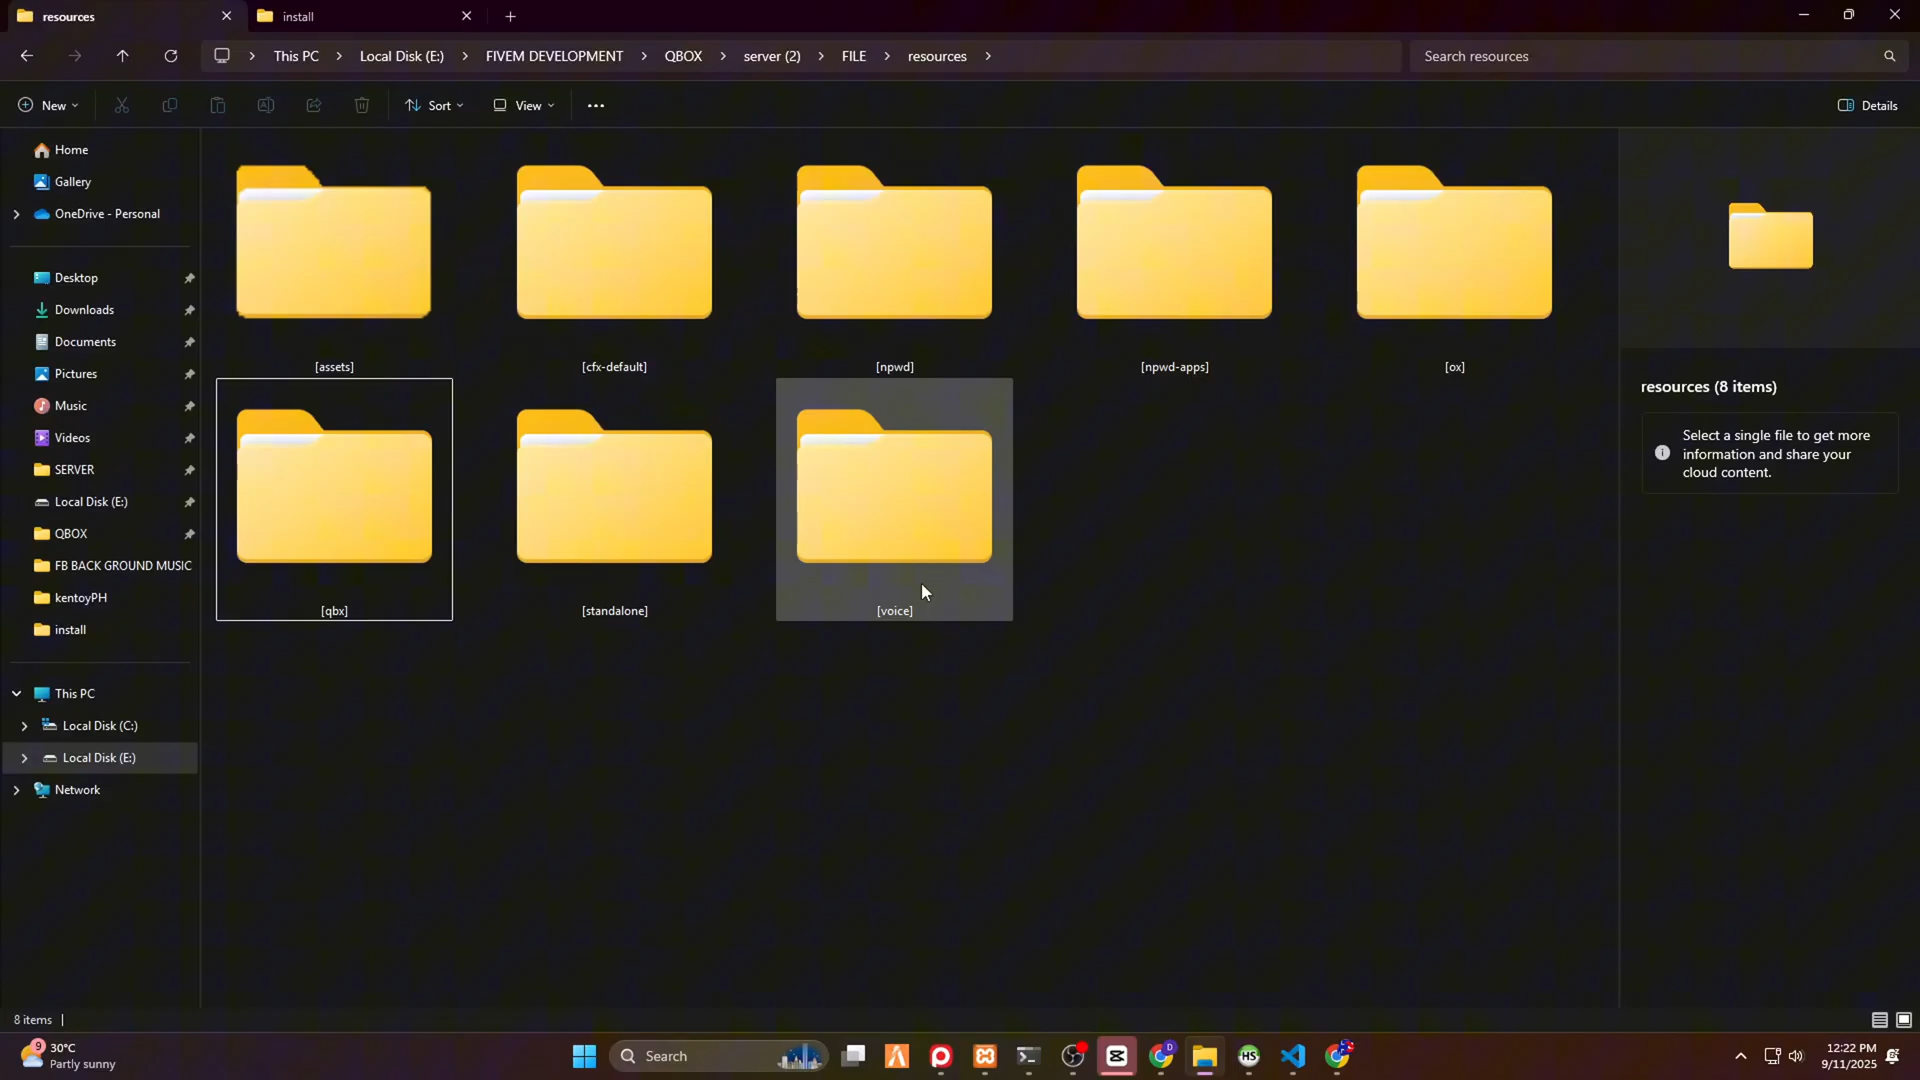 resources
install
This PC
Local Disk (E:)
FIVEM DEVELOPMENT
QBOX
server (2)
FILE
resources
Search resources
New
Sort
View
Details
Home
Gallery
OneDrive - Personal
Desktop
Downloads
Documents
Pictures
Music
Videos
SERVER
Local Disk (E:)
QBOX
FB BACK GROUND MUSIC
kentoyPH
install
This PC
Local Disk (C:)
Local Disk (E:)
Network
[assets]
[cfx-default]
[npwd]
[npwd-apps]
[ox]
[qbx]
[standalone]
[voice]
resources (8 items)
Select a single file to get more
information and share your
cloud content.
8 items
9
30°C
Partly sunny
Search
D
HS
12:22 PM
9/11/2025